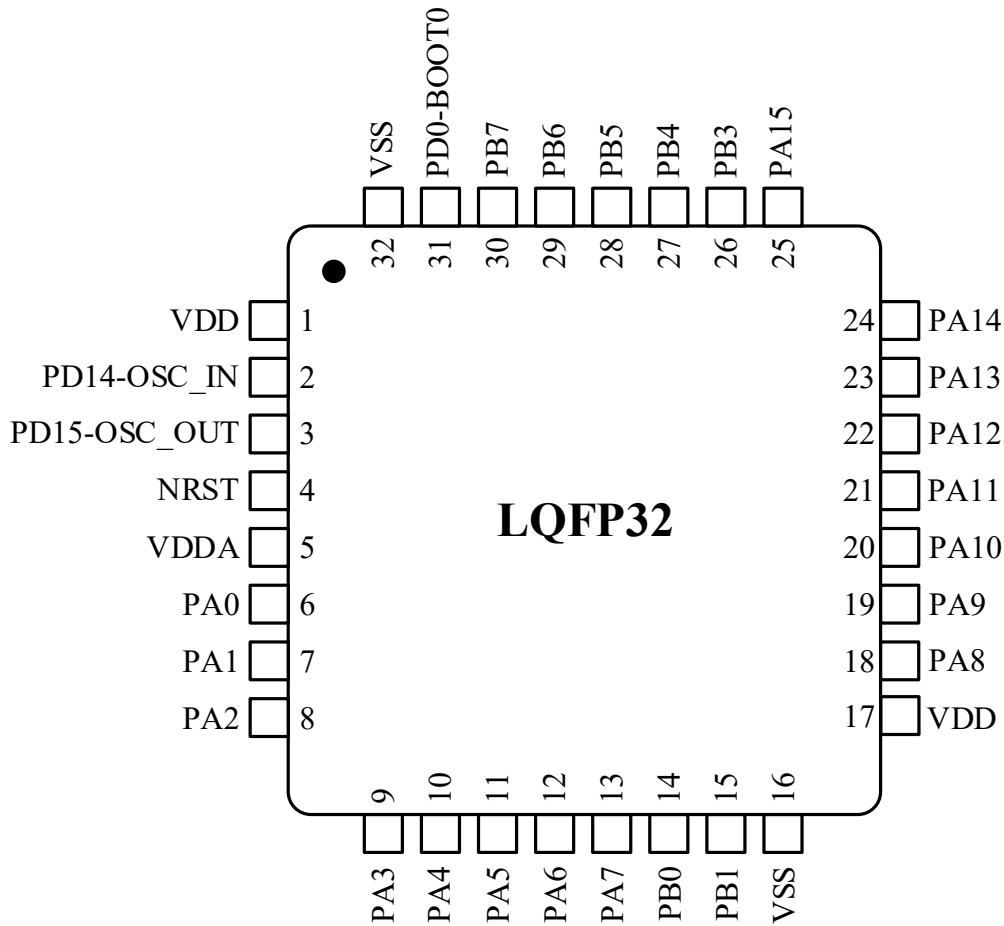 VSS
PD0-BOOT0
PB7
PB6
PB5
PB4
PB3
PA15
32
31
30
29
28
27
26
25
VDD 1
PD14-OSC_IN 2
PD15-OSC_OUT 3
NRST 4
VDDA 5
PA0 6
PA1 7
PA2 8
LQFP32
24 PA14
23 PA13
22 PA12
21 PA11
20 PA10
19 PA9
18 PA8
17 VDD
9
10
11
12
13
14
15
16
PA3
PA4
PA5
PA6
PA7
PB0
PB1
VSS